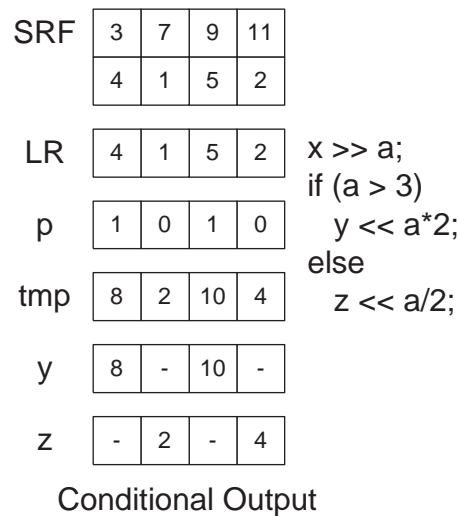 SRF 3 7 9 11
4 1 5 2
LR 4 1 5 2
p 1 0 1 0
tmp 8 2 10 4
y 8 - 10 -
z - 2 - 4
x >> a;
if (a > 3)
y << a*2;
else
z << a/2;
Conditional Output